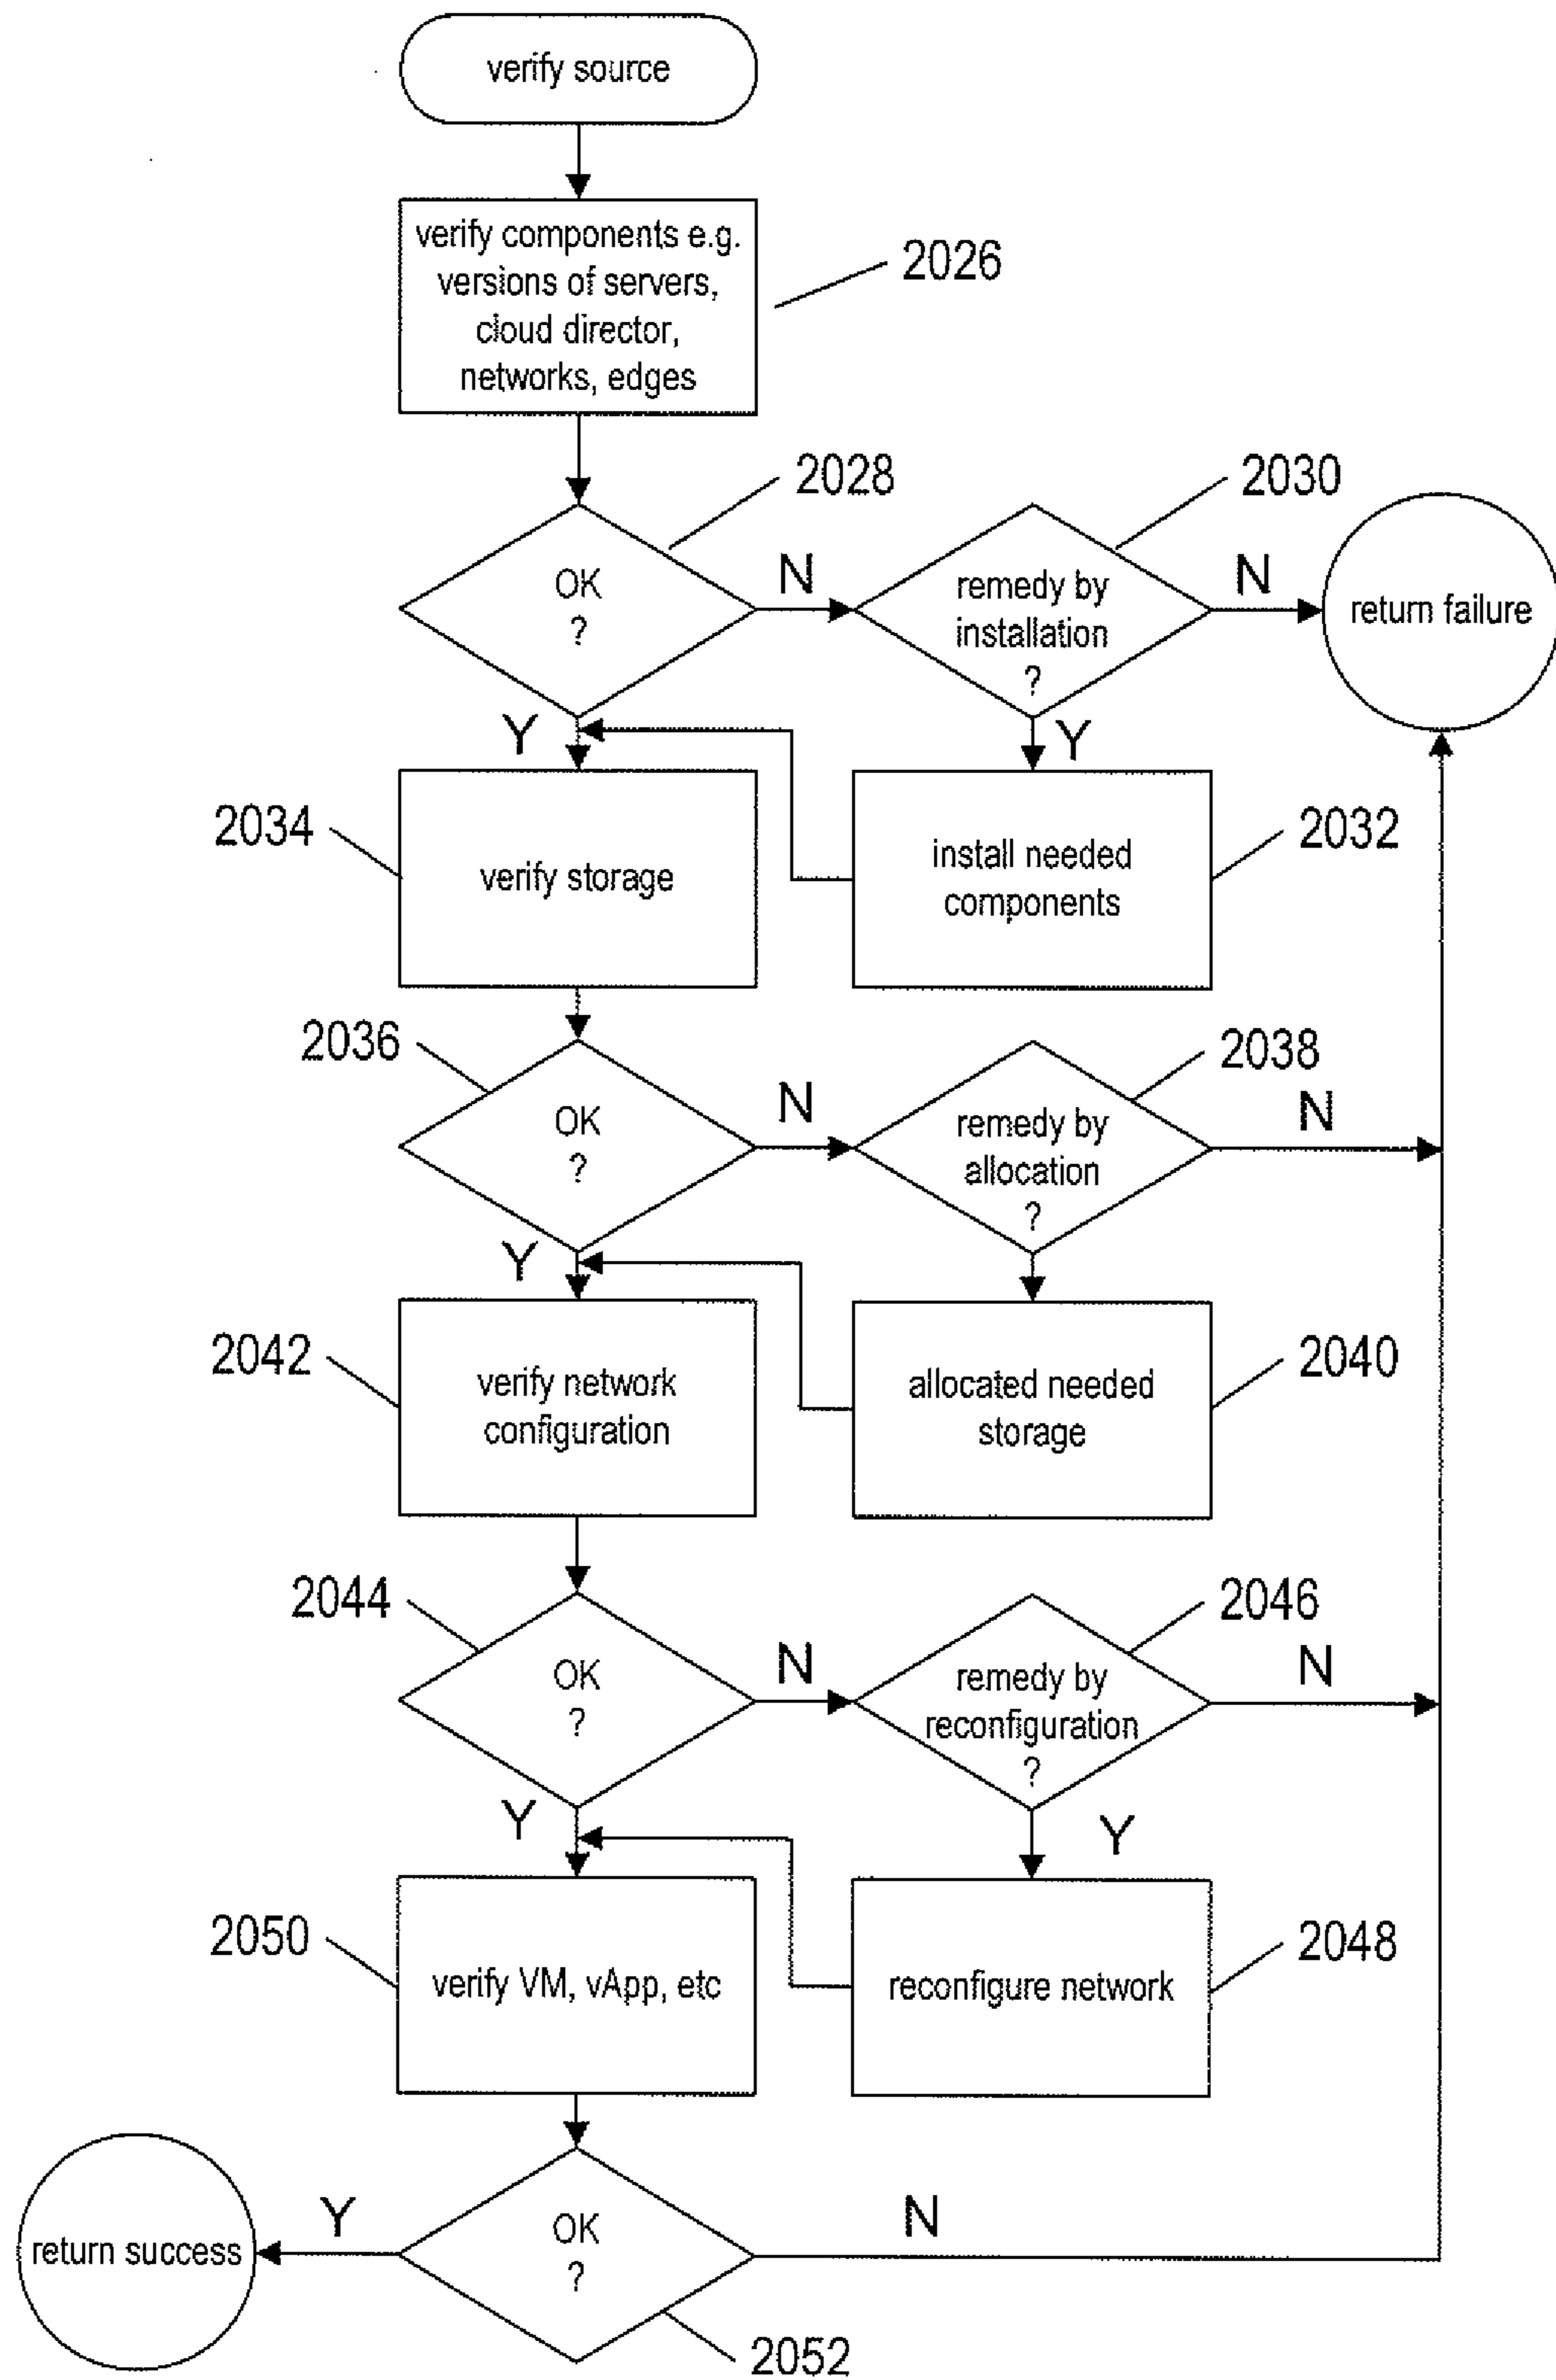 verify source
verify components e.g.
versions of servers,
cloud director,
networks, edges
2026
2028
OK
?
N
2030
remedy by
installation
?
N
return failure
Y
Y
2034
verify storage
install needed
components
2032
2036
OK
?
N
2038
remedy by
allocation
?
N
Y
2042
verify network
configuration
allocated needed
storage
2040
2044
OK
?
N
2046
remedy by
reconfiguration
?
N
Y
Y
2050
verify VM, vApp, etc
reconfigure network
2048
return success
Y
OK
?
N
2052